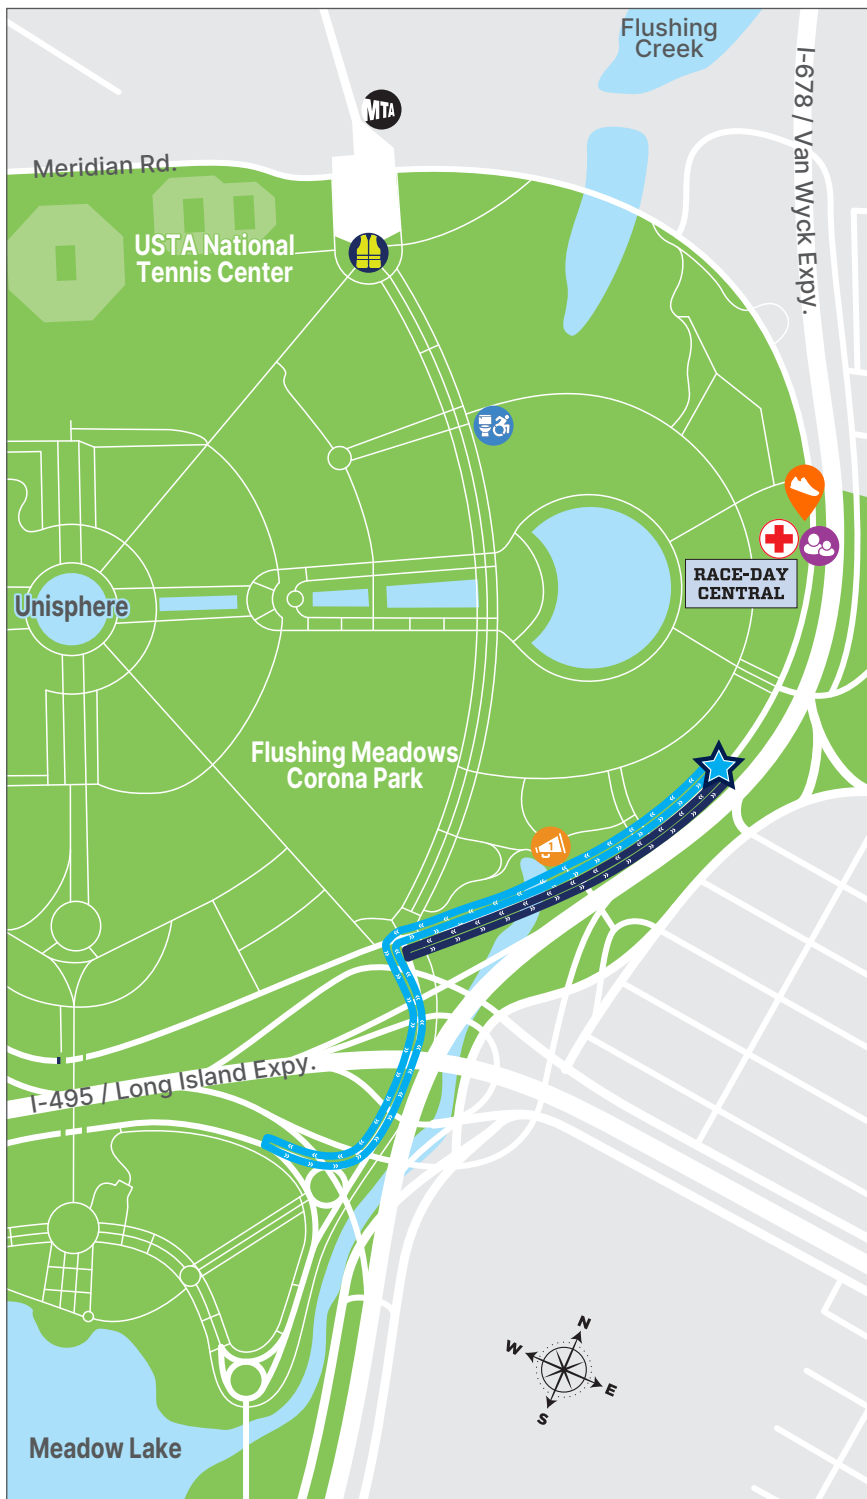 Flushing
Creek
I-678 / Van Wyck Expy.
MTA
Meridian Rd.
USTA National
Tennis Center
RACE-DAY
CENTRAL
Unisphere
Flushing Meadows
Corona Park
I-495 / Long Island Expy.
N
W
E
S
Meadow Lake